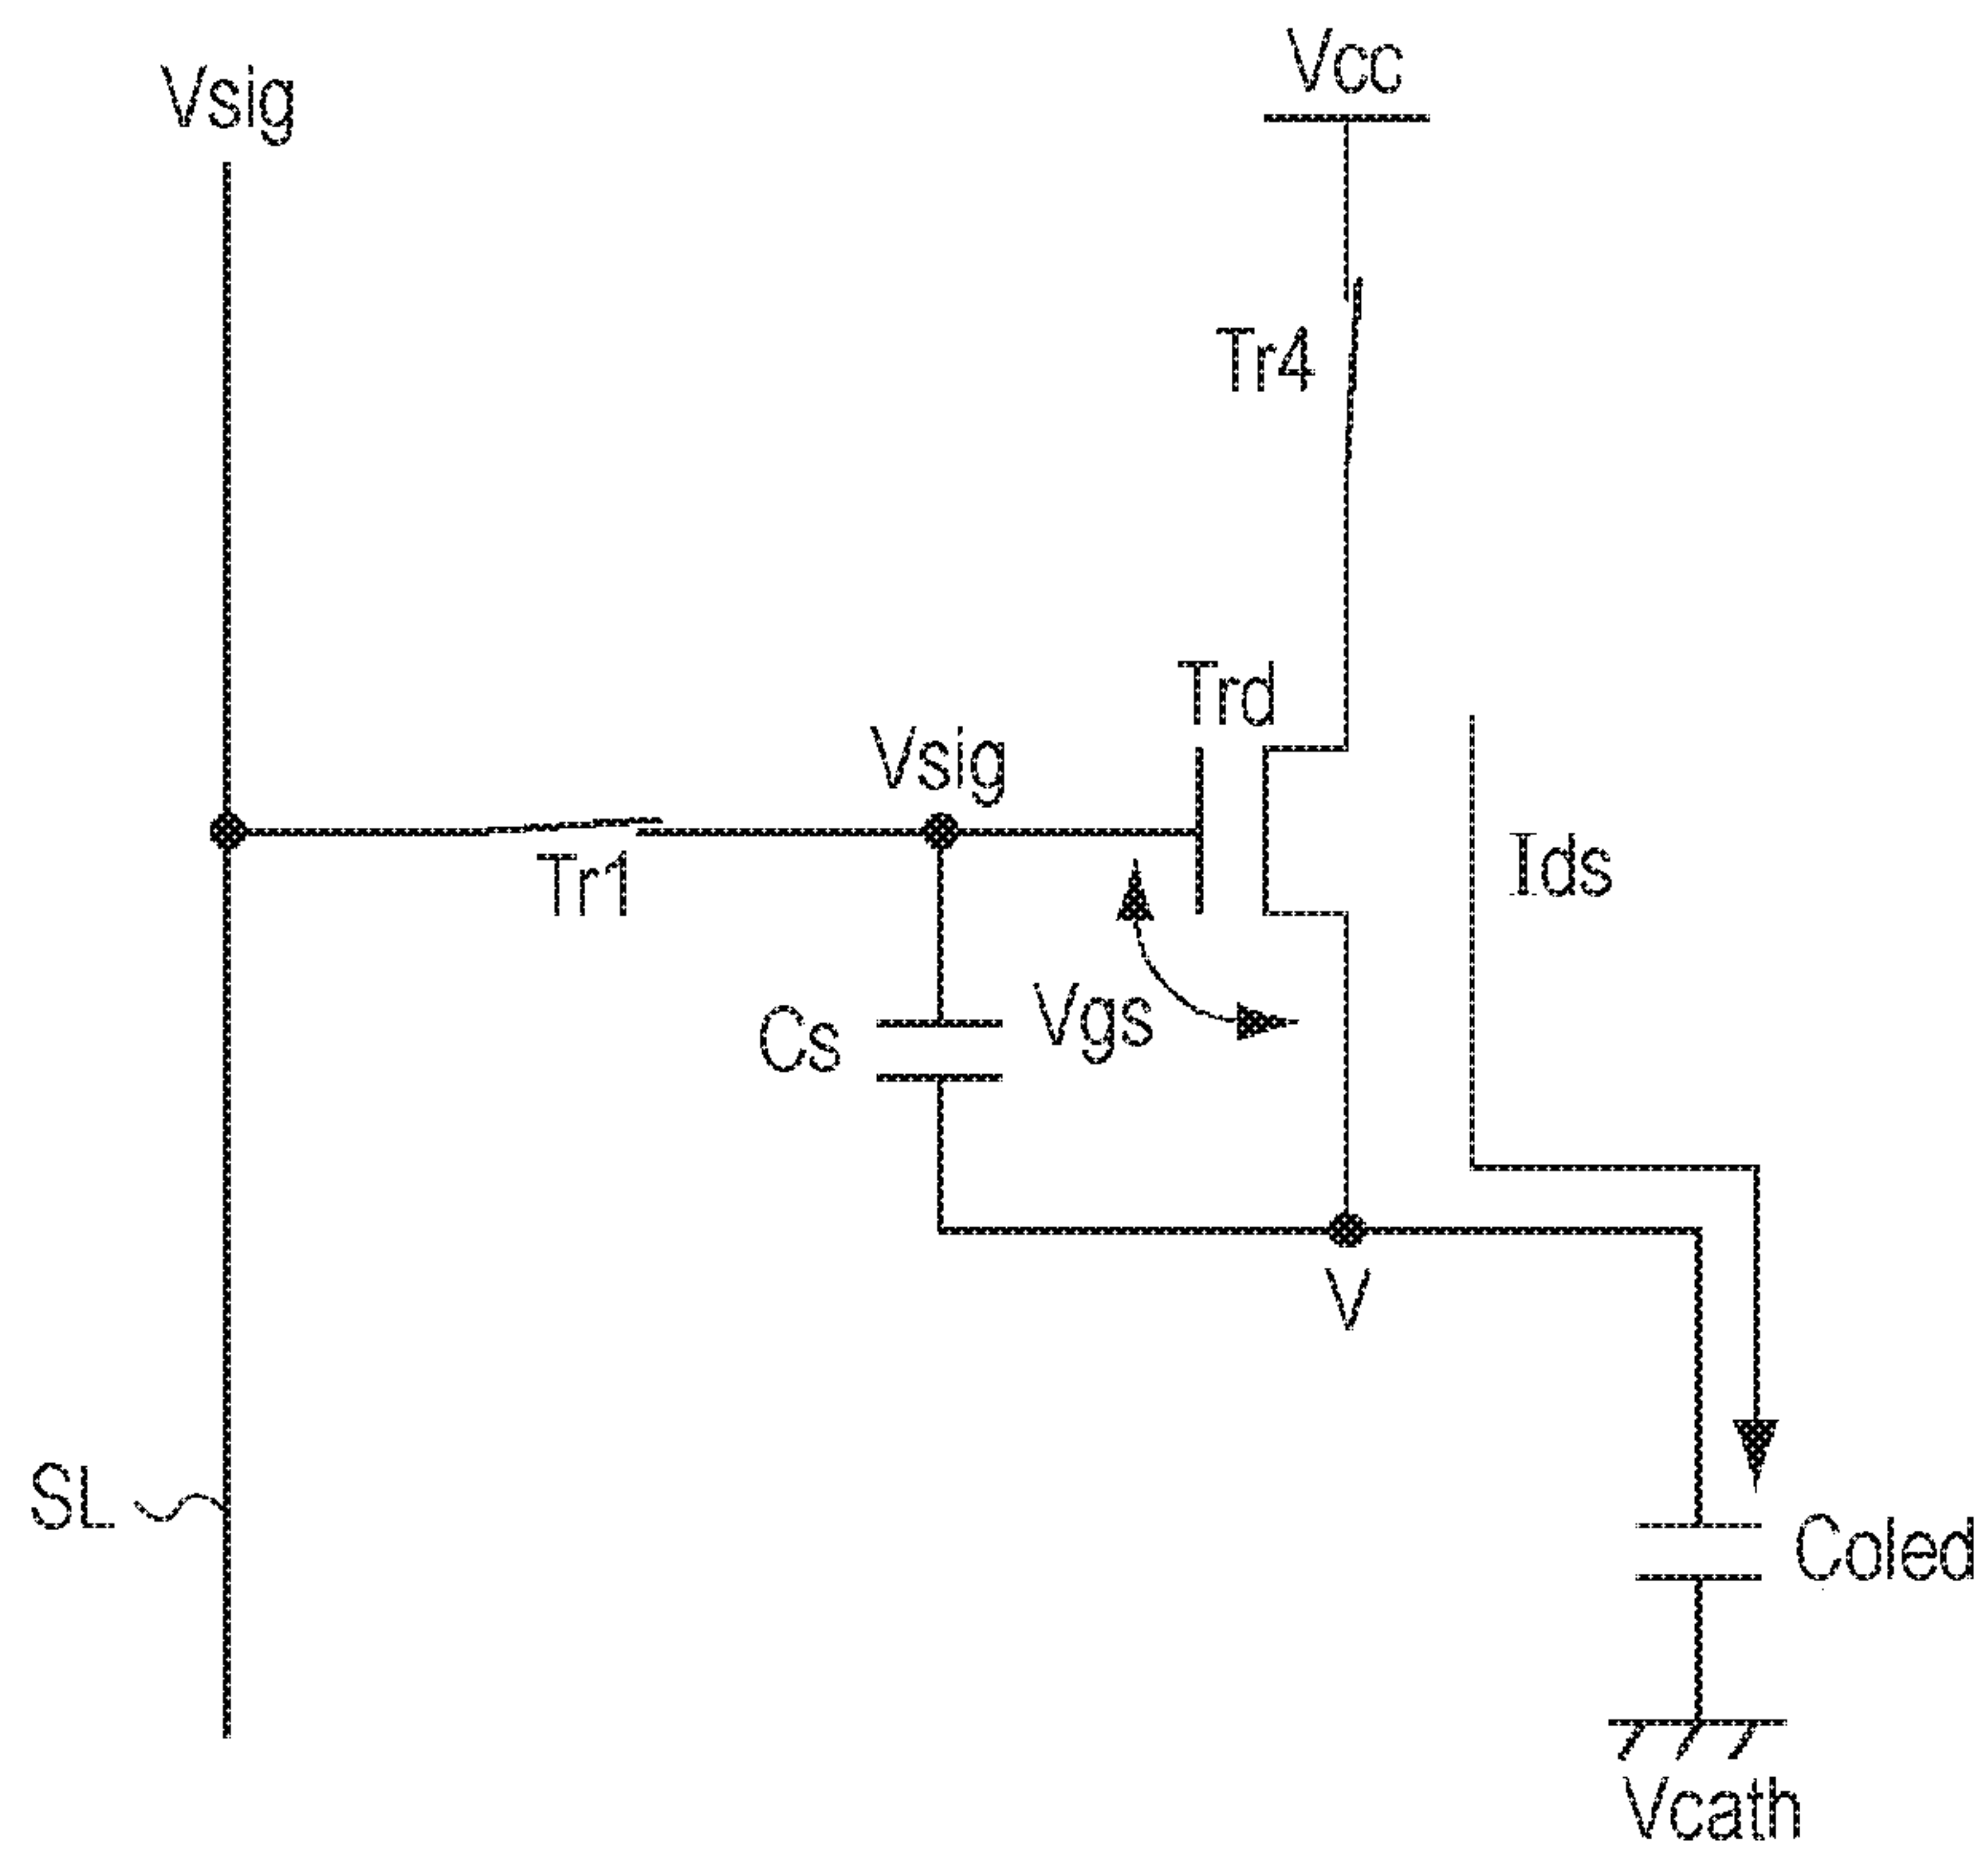 Vcc
Vsig
Tr4
Trd
Vsig
Ids
Tr1
Cs
Vgs
V
SL
Coled
Vcath